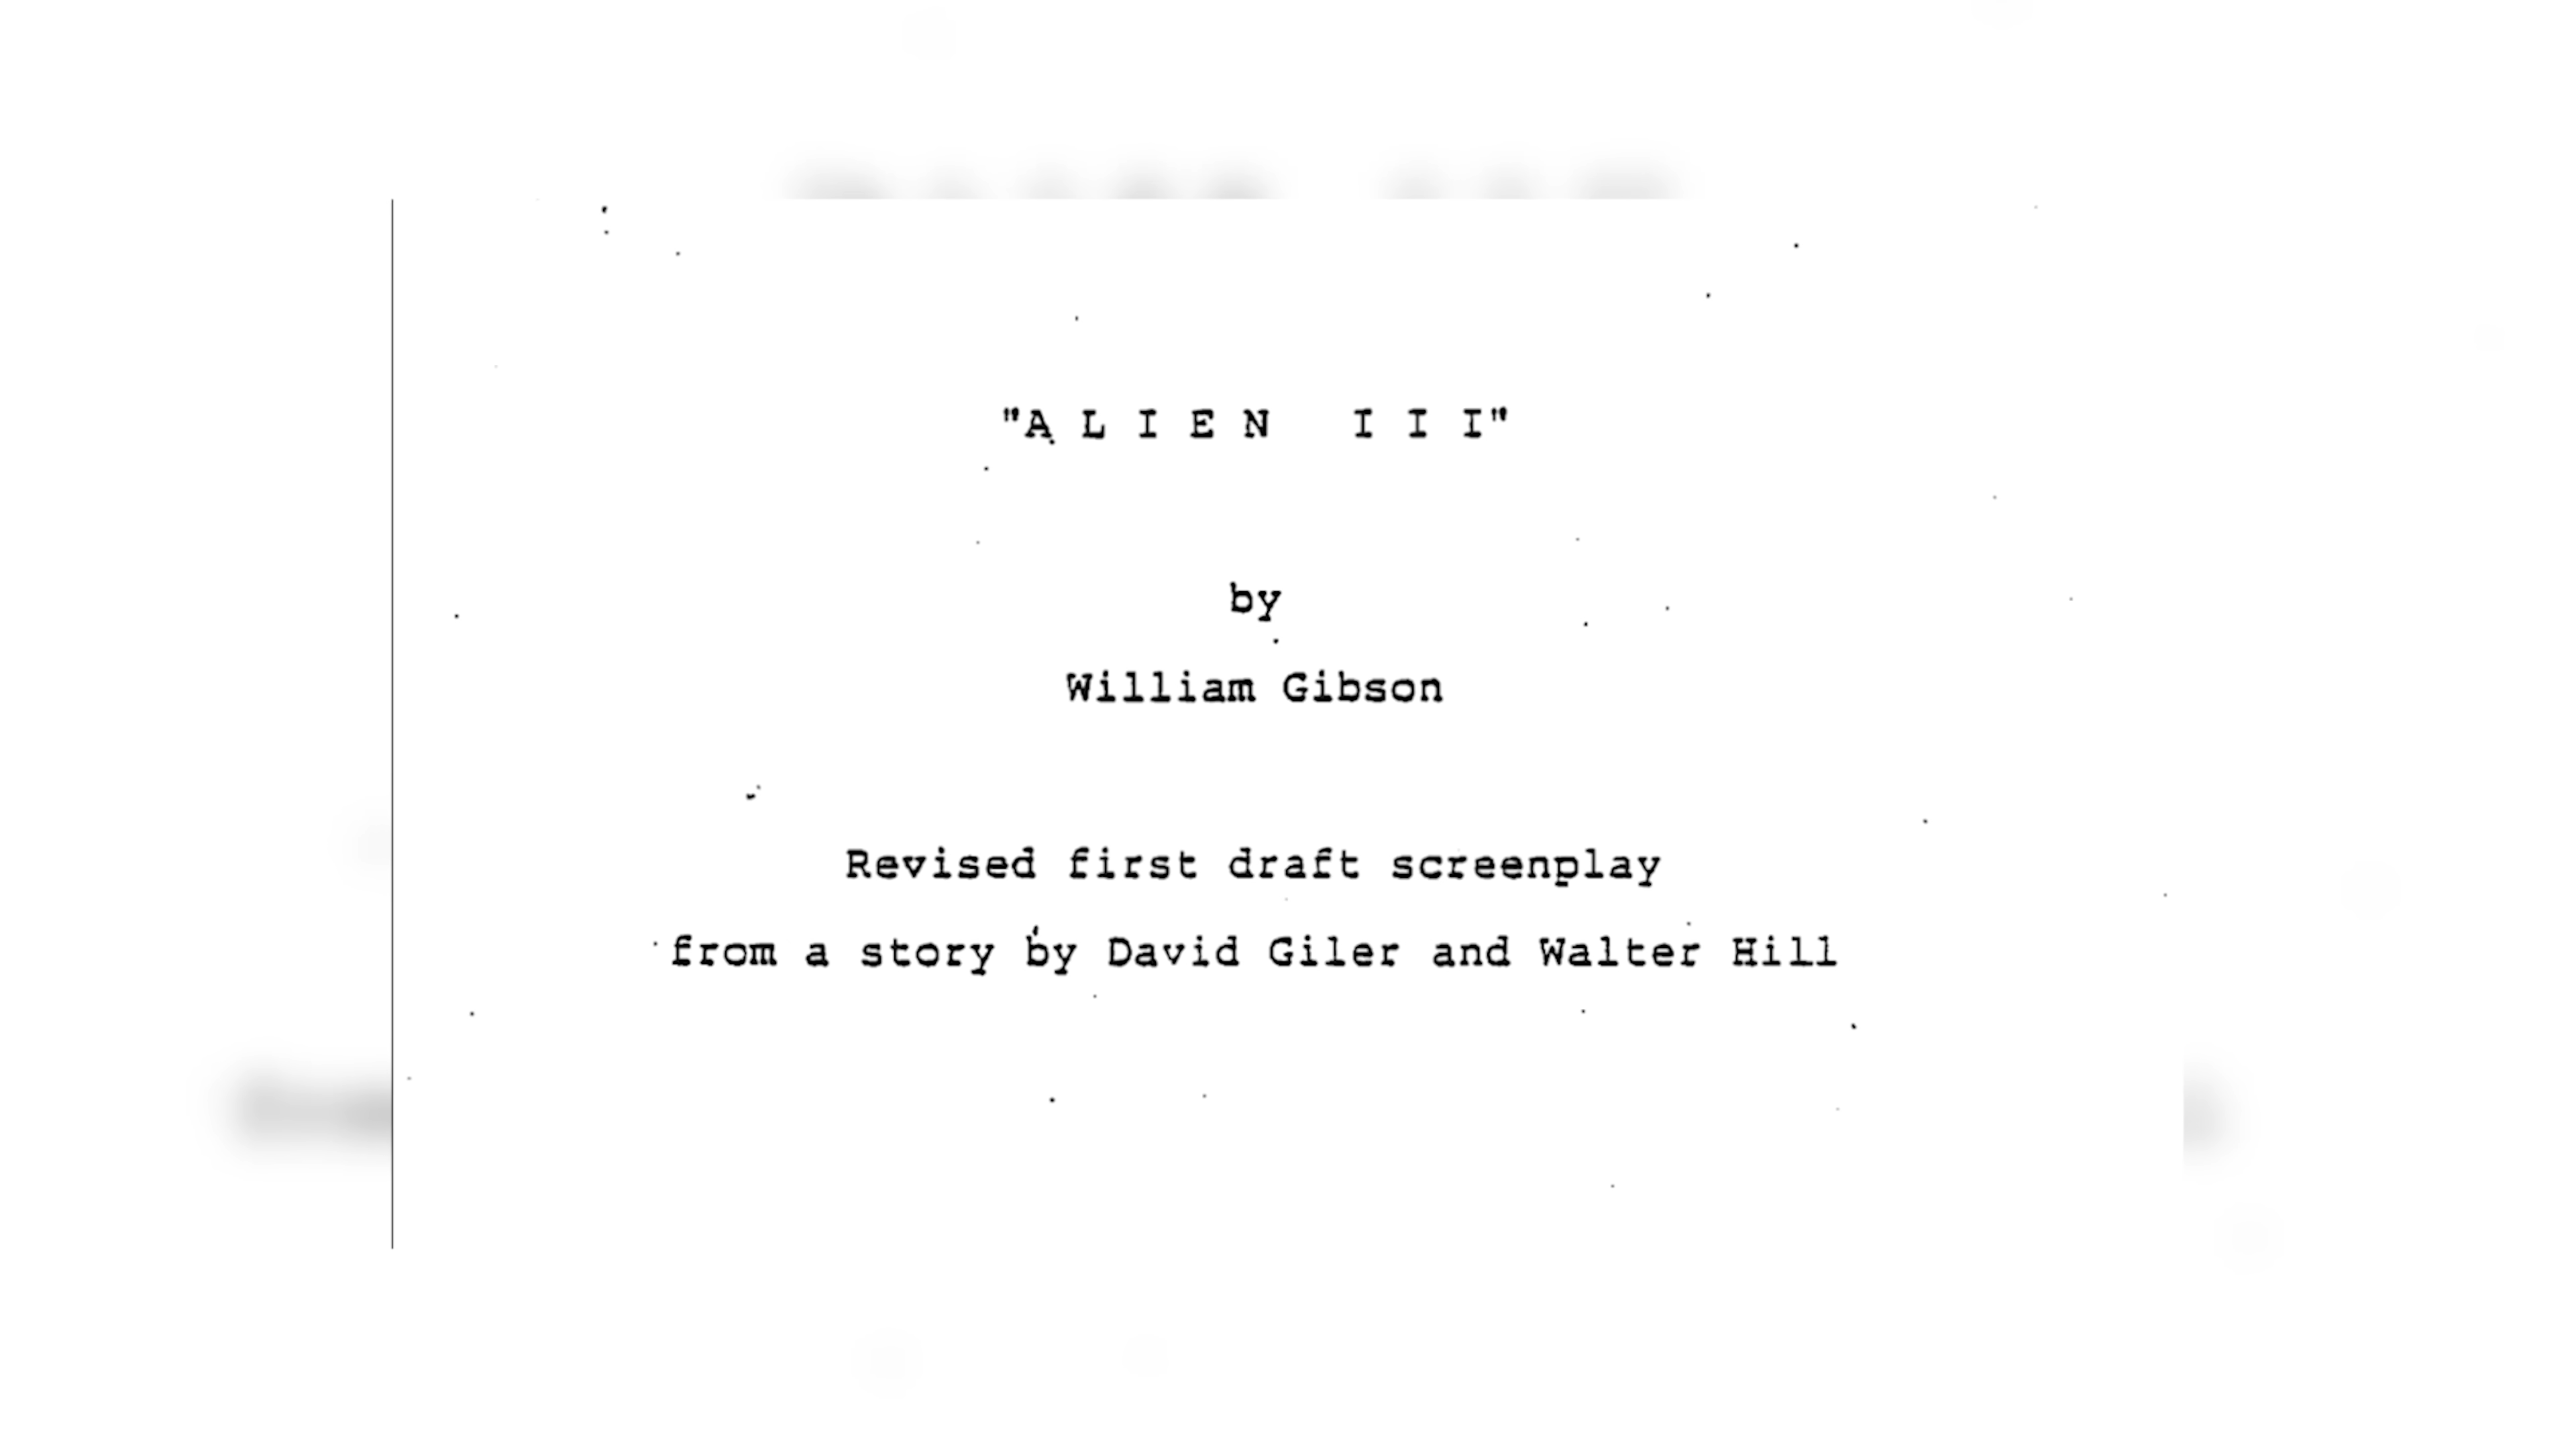 "A L I E N   I I I"
by
William Gibson
Revised first draft screenplay
from a story by David Giler and Walter Hill